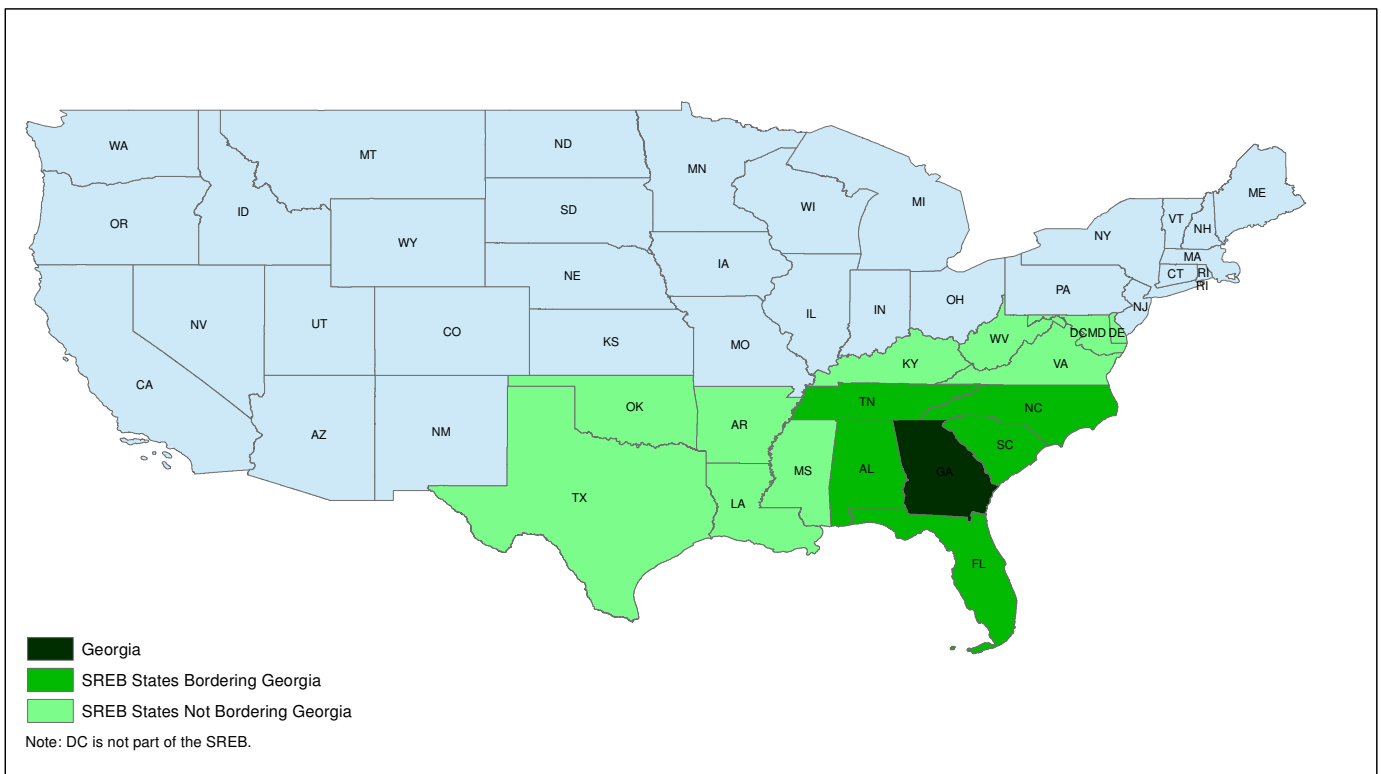 WA
MT
ND
MN
ME
OR
ID
SD
WI
MI
VT
NH
NY
WY
MA
IA
NE
CT
RI
RI
PA
OH
NJ
NV
UT
CO
IL
IN
KS
MO
WV
DC
MD
DE
KY
VA
CA
OK
TN
NC
AZ
NM
AR
SC
TX
MS
AL
GA
LA
FL
Georgia
SREB States Bordering Georgia
SREB States Not Bordering Georgia
Note: DC is not part of the SREB.